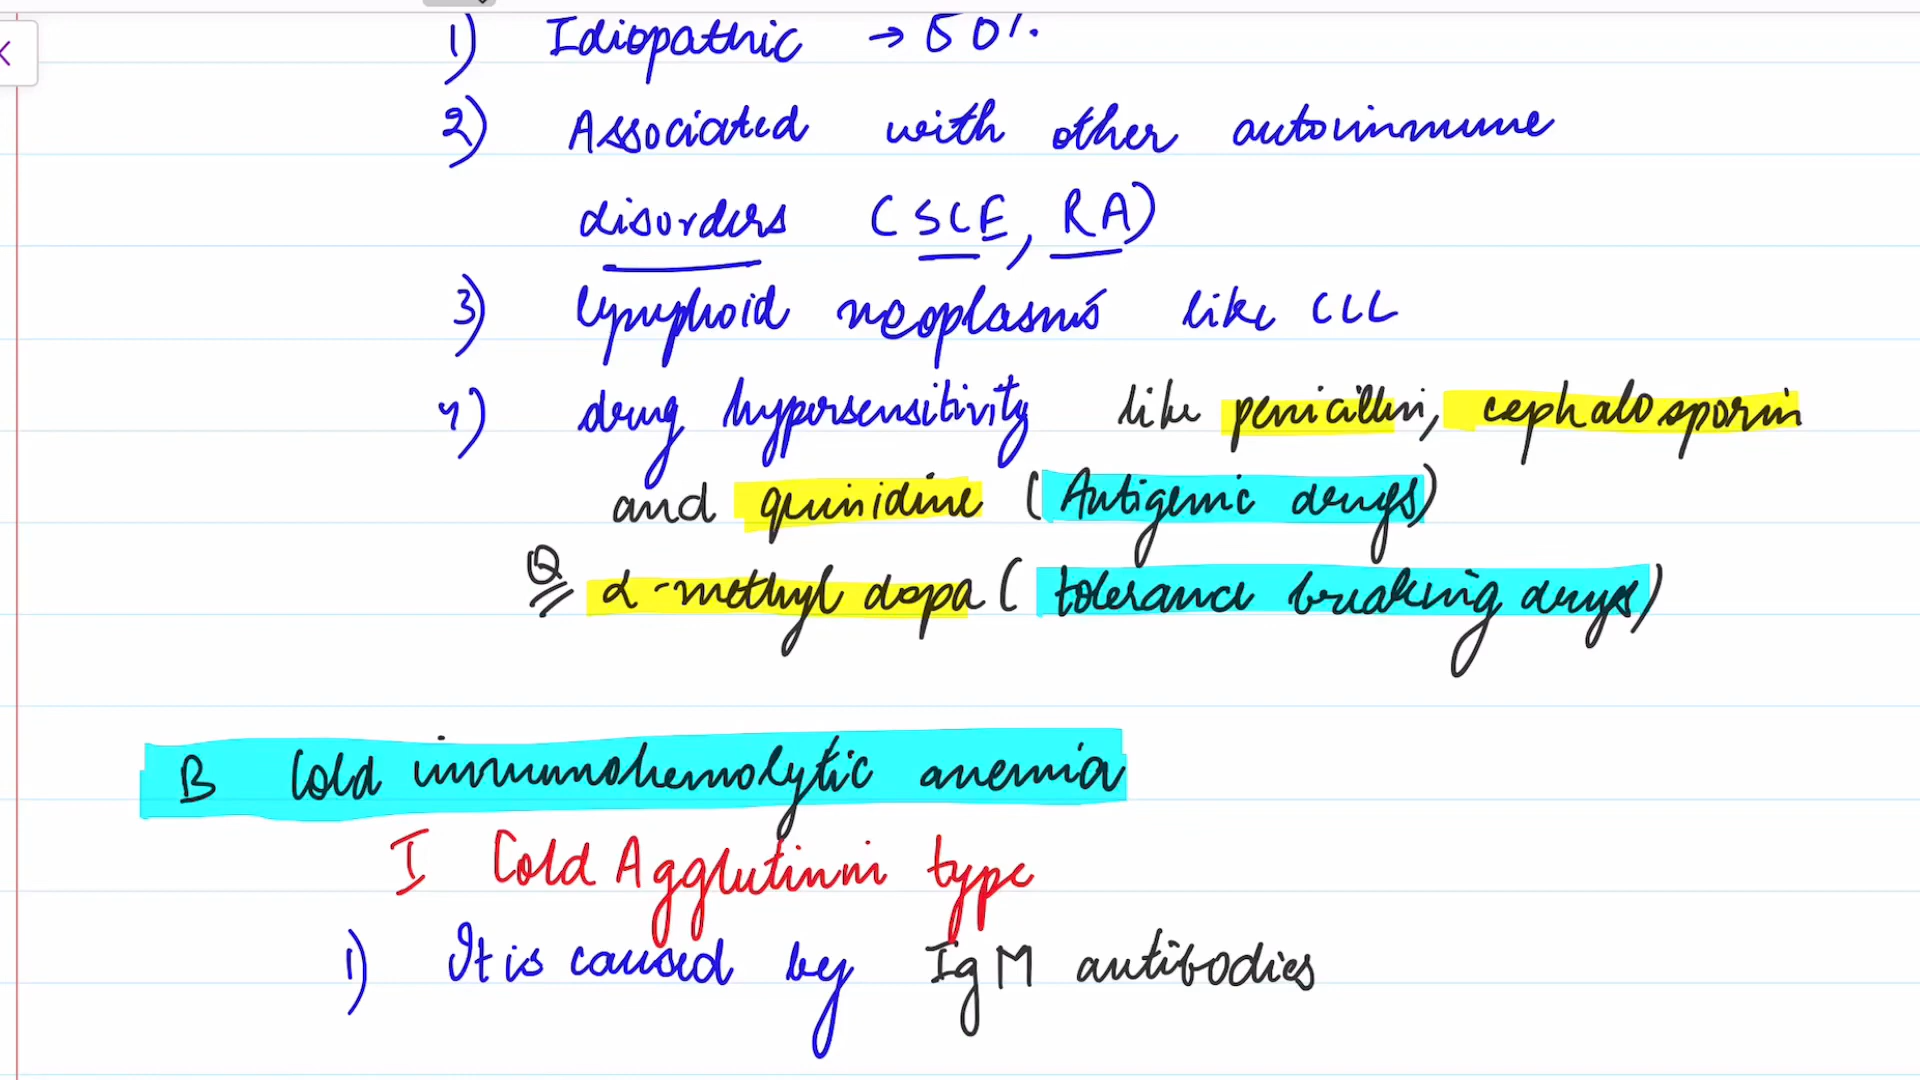 1) Idiopathic → 50%
2) Associated with other autoimmune
disorders (SLE, RA)
3) lymphoid neoplasms like CLL
4) drug hypersensitivity like penicillin, cephalosporin
and quinidine (Antigenic drugs)
Q α-methyl dopa (tolerance breaking drugs)
B Cold immunohemolytic anemia
I Cold Agglutinin type
1) It is caused by IgM antibodies